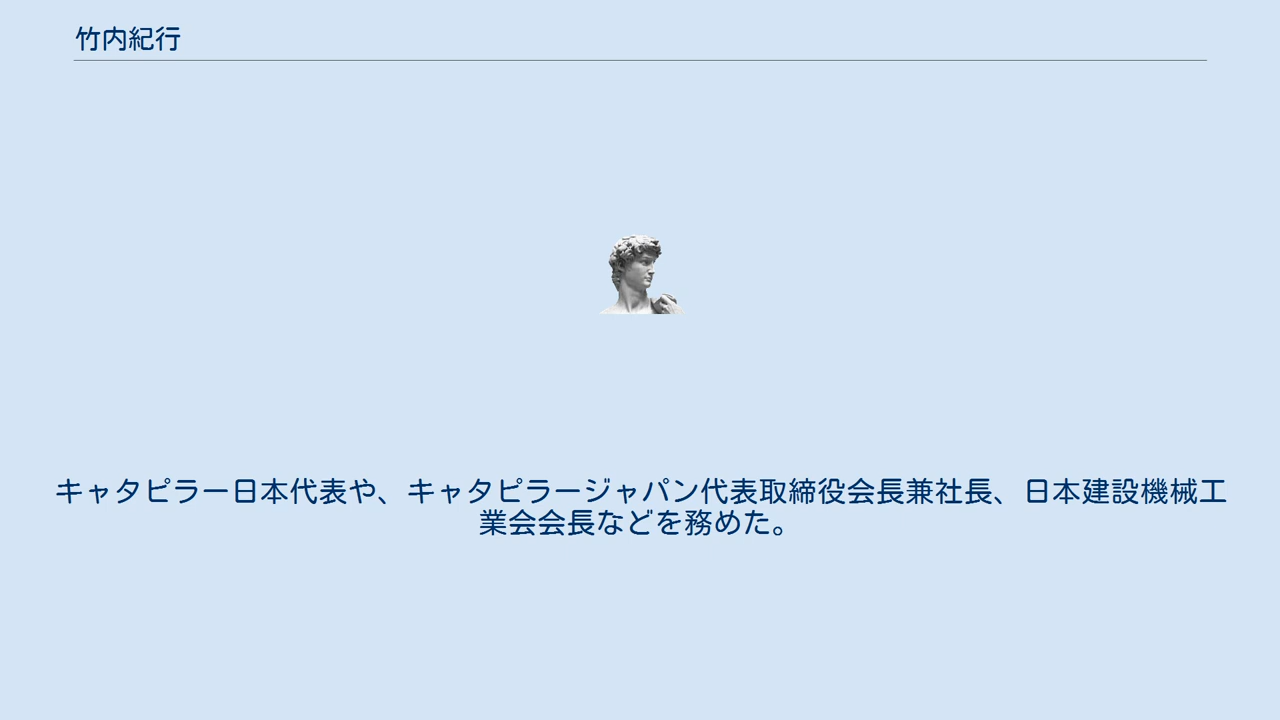 竹内紀行
キャタピラー日本代表や、キャタピラージャパン代表取締役会長兼社長、日本建設機械工
業会会長などを務めた。